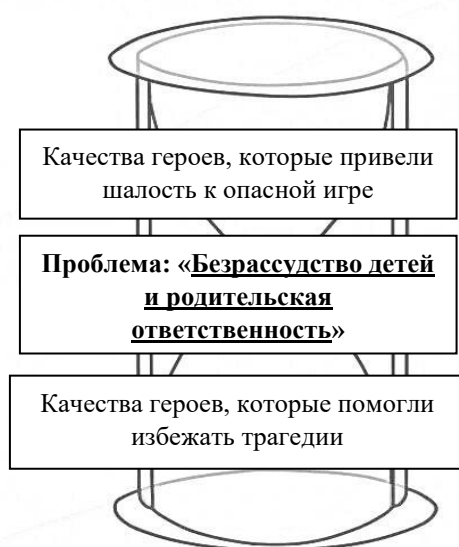 Качества героев, которые привели
шалость к опасной игре
Проблема: «Безрассудство детей
и родительская
ответственность»
Качества героев, которые помогли
избежать трагедии